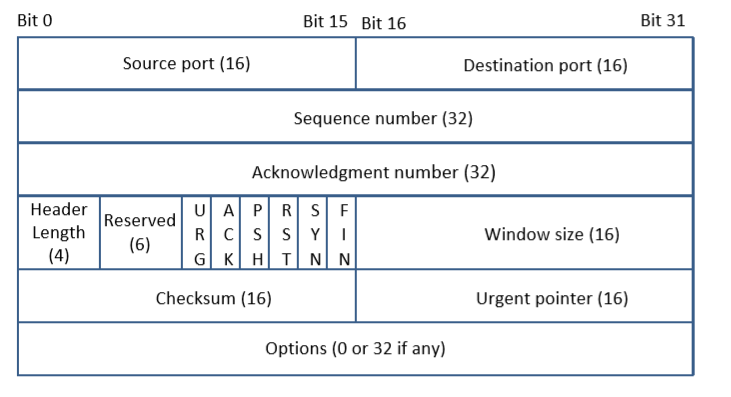 Bit 0 Bit 15 Bit 16 Bit 31
Source port (16) Destination port (16)
Sequence number (32)
Acknowledgment number (32)
Header Length (4) Reserved (6) URG ACK PSH RST SYN FIN Window size (16)
Checksum (16) Urgent pointer (16)
Options (0 or 32 if any)